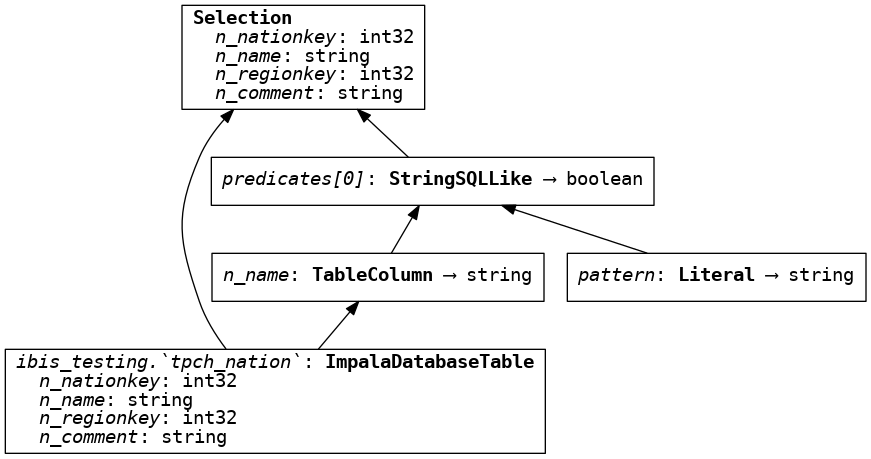 Selection
n_nationkey: int32
n_name: string
n_regionkey: int32
n_comment: string
predicates[0]: StringSQLLike → boolean
n_name: TableColumn → string
pattern: Literal → string
ibis_testing.`tpch_nation`: ImpalaDatabaseTable
n_nationkey: int32
n_name: string
n_regionkey: int32
n_comment: string